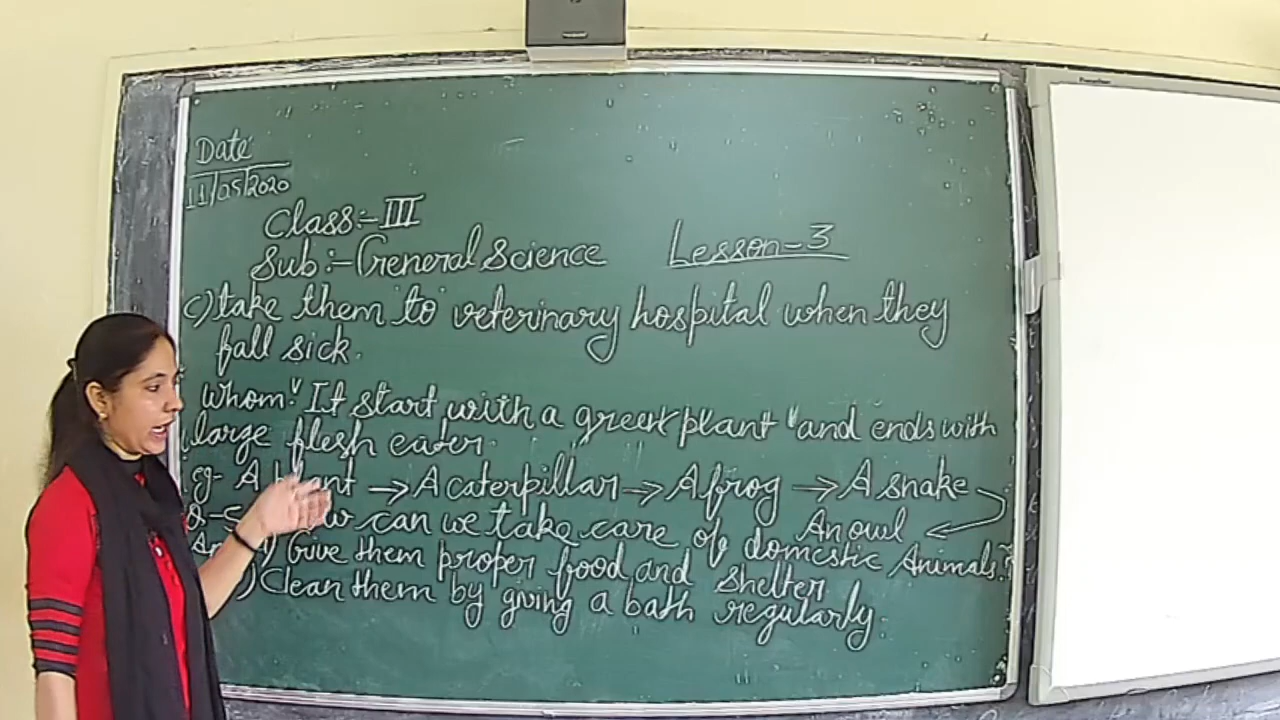 Date
11/05/2020
Class:- III
Sub:- General Science Lesson-3
c) take them to veterinary hospital when they
fall sick.
whom" It start with a green plant "and ends with
large flesh eater.
eg- A plant → A caterpillar → A frog → A snake
An owl
can we take care of domestic Animals.?
Give them proper food and shelter
) Clean them by giving a bath regularly.